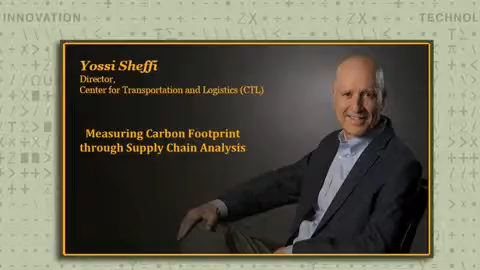 INNOVATION
TECHNOL
Yossi Sheffi
Director,
Center for Transportation and Logistics (CTL)
Measuring Carbon Footprint
through Supply Chain Analysis